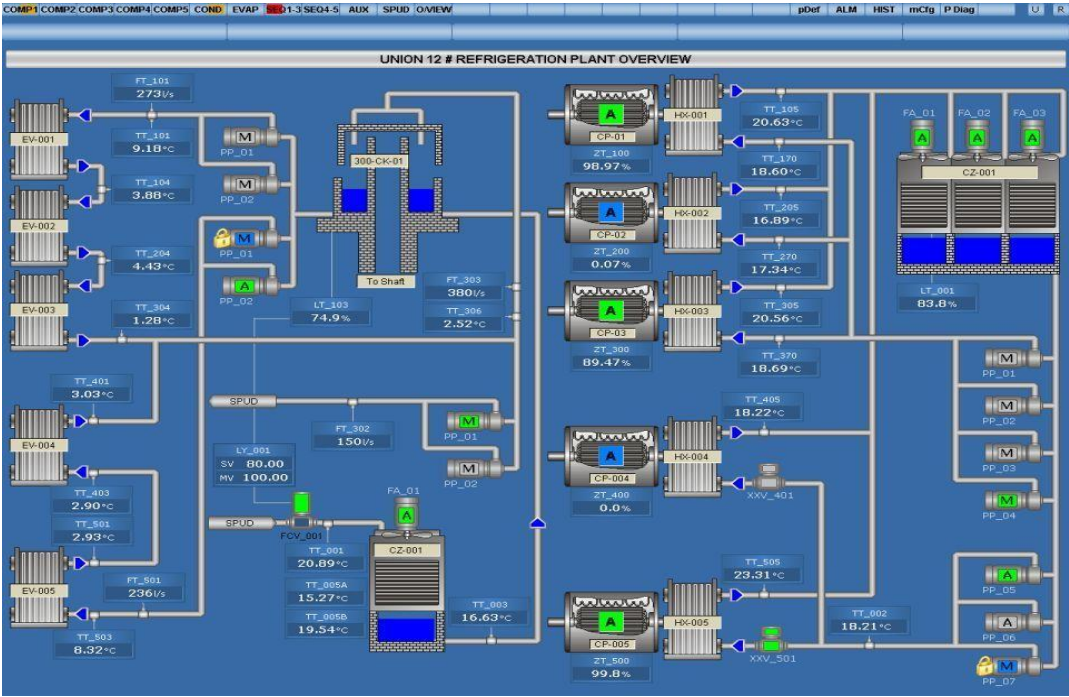 COMP1 COMP2 COMP3 COMP4 COMP5 COND EVAP SEQ1-3 SEQ4-5 AUX SPUD O/VIEW pDef ALM HIST mCfg P Diag U R
UNION 12 # REFRIGERATION PLANT OVERVIEW
FT_101
273l/s
EV-001
TT_101
9.18°C
M
PP_01
TT_104
3.88°C
M
PP_02
EV-002
M
PP_01
TT_204
4.43°C
A
PP_02
EV-003
TT_304
1.28°C
300-CK-01
To Shaft
LT_103
74.9%
FT_303
380l/s
TT_306
2.52°C
TT_401
3.03°C
EV-004
TT_403
2.90°C
TT_501
2.93°C
EV-005
FT_501
236l/s
TT_503
8.32°C
SPUD
FT_302
150l/s
M
PP_01
M
PP_02
LY_001
SV 80.00
MV 100.00
SPUD
FCV_001
FA_01
A
CZ-001
TT_001
20.89°C
TT_005A
15.27°C
TT_005B
19.54°C
TT_003
16.63°C
A
CP-01
HX-001
ZT_100
98.97%
TT_105
20.63°C
TT_170
18.60°C
A
CP-02
HX-002
ZT_200
0.07%
TT_205
16.89°C
TT_270
17.34°C
A
CP-03
HX-003
ZT_300
89.47%
TT_305
20.56°C
TT_370
18.69°C
A
CP-004
HX-004
ZT_400
0.0%
TT_405
18.22°C
XXV_401
A
CP-005
HX-005
ZT_500
99.8%
TT_505
23.31°C
XXV_501
TT_002
18.21°C
FA_01 FA_02 FA_03
A A A
CZ-001
LT_001
83.8%
M
PP_01
M
PP_02
M
PP_03
M
PP_04
A
PP_05
A
PP_06
M
PP_07